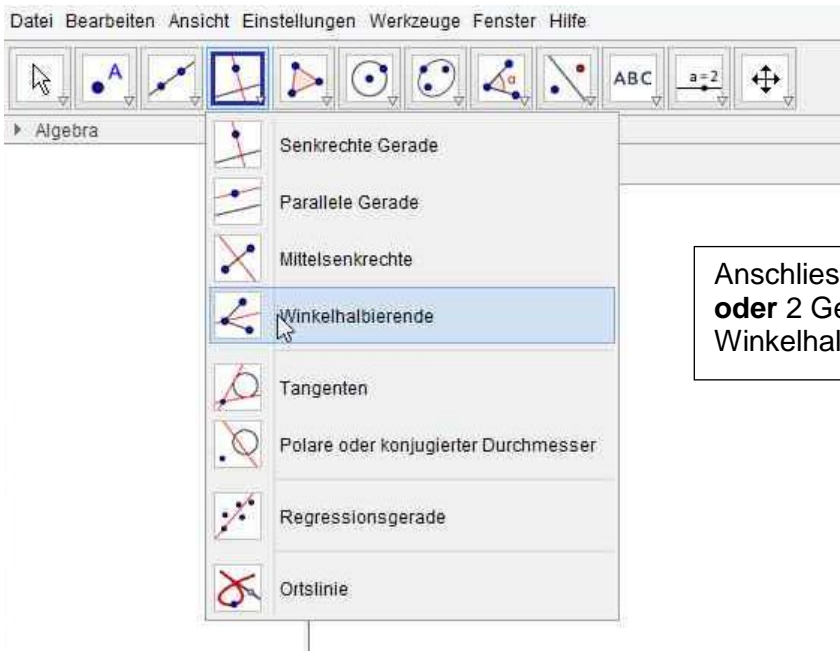 Datei Bearbeiten Ansicht Einstellungen Werkzeuge Fenster Hilfe
A
α
ABC
a=2
Algebra
Senkrechte Gerade
Parallele Gerade
Mittelsenkrechte
Winkelhalbierende
Tangenten
Polare oder konjugierter Durchmesser
Regressionsgerade
Ortslinie
Anschlies
oder 2 Ge
Winkelhal